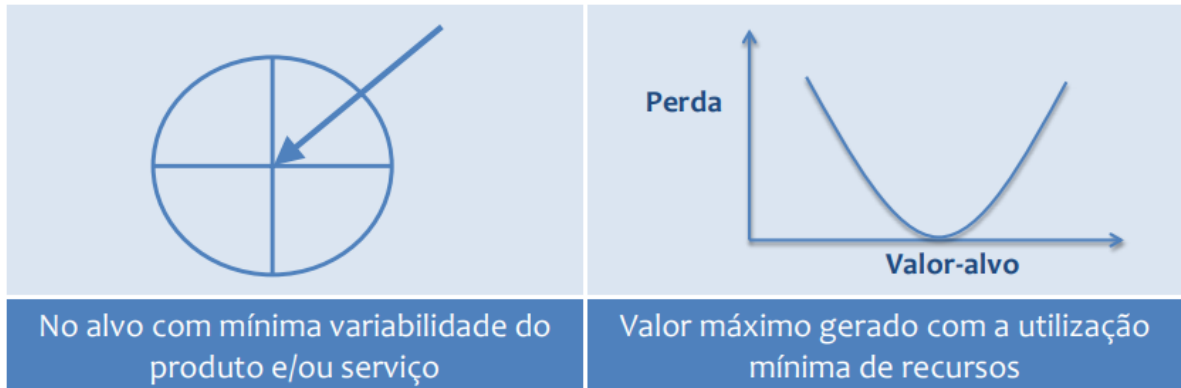 Perda
Valor-alvo
No alvo com mínima variabilidade do
produto e/ou serviço
Valor máximo gerado com a utilização
mínima de recursos